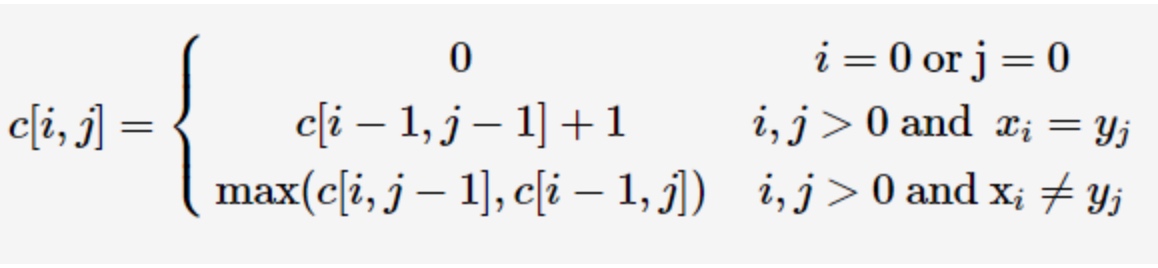 0 i = 0 or j = 0
c[i, j] = { c[i − 1, j − 1] + 1 i, j > 0 and x_i = y_j
max(c[i, j − 1], c[i − 1, j]) i, j > 0 and x_i ≠ y_j